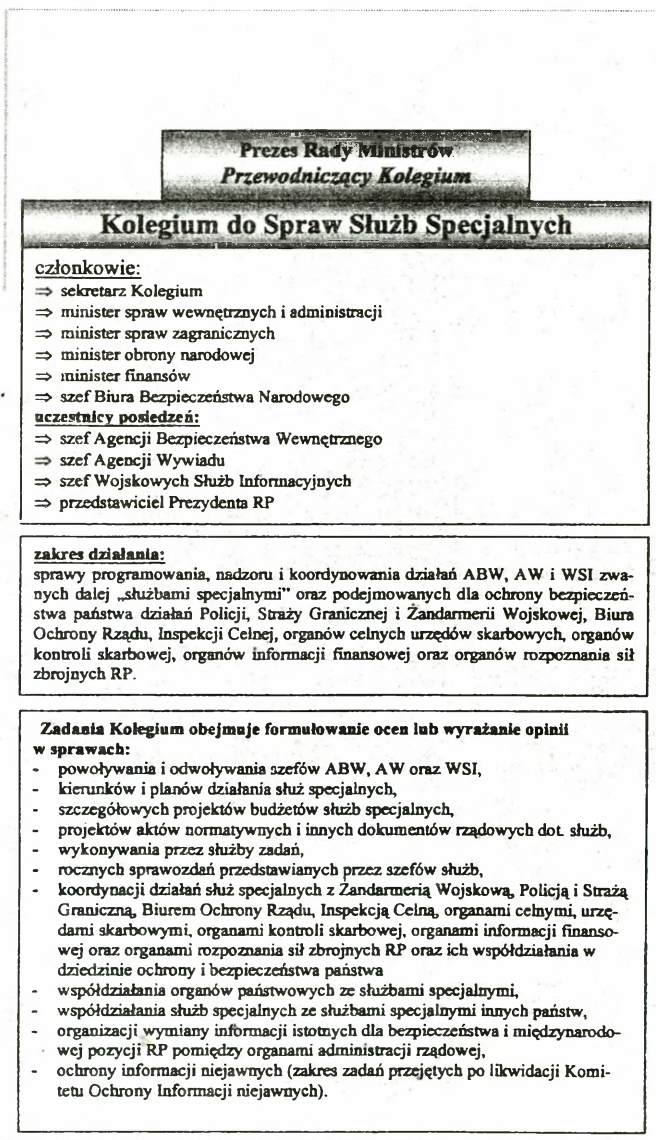 Prezes Rady Ministrów
Przewodniczący Kolegium
Kolegium do Spraw Służb Specjalnych
członkowie:
⇒ sekretarz Kolegium
⇒ minister spraw wewnętrznych i administracji
⇒ minister spraw zagranicznych
⇒ minister obrony narodowej
⇒ minister finansów
⇒ szef Biura Bezpieczeństwa Narodowego
uczestnicy posiedzeń:
⇒ szef Agencji Bezpieczeństwa Wewnętrznego
⇒ szef Agencji Wywiadu
⇒ szef Wojskowych Służb Informacyjnych
⇒ przedstawiciel Prezydenta RP
zakres działania:
sprawy programowania, nadzoru i koordynowania działań ABW, AW i WSI zwa-
nych dalej „służbami specjalnymi" oraz podejmowanych dla ochrony bezpieczeń-
stwa państwa działań Policji, Straży Granicznej i Żandarmerii Wojskowej, Biura
Ochrony Rządu, Inspekcji Celnej, organów celnych urzędów skarbowych, organów
kontroli skarbowej, organów informacji finansowej oraz organów rozpoznania sił
zbrojnych RP.
Zadania Kolegium obejmuje formułowanie ocen lub wyrażanie opinii
w sprawach:
- powoływania i odwoływania szefów ABW, AW oraz WSI,
- kierunków i planów działania służ specjalnych,
- szczegółowych projektów budżetów służb specjalnych,
- projektów aktów normatywnych i innych dokumentów rządowych dot. służb,
- wykonywania przez służby zadań,
- rocznych sprawozdań przedstawianych przez szefów służb,
- koordynacji działań służ specjalnych z Żandarmerią Wojskową, Policją i Strażą
Graniczną, Biurem Ochrony Rządu, Inspekcją Celną, organami celnymi, urzę-
dami skarbowymi, organami kontroli skarbowej, organami informacji finanso-
wej oraz organami rozpoznania sił zbrojnych RP oraz ich współdziałania w
dziedzinie ochrony i bezpieczeństwa państwa
- współdziałania organów państwowych ze służbami specjalnymi,
- współdziałania służb specjalnych ze służbami specjalnymi innych państw,
- organizacji wymiany informacji istotnych dla bezpieczeństwa i międzynarodo-
wej pozycji RP pomiędzy organami administracji rządowej,
- ochrony informacji niejawnych (zakres zadań przejętych po likwidacji Komi-
tetu Ochrony Informacji niejawnych).